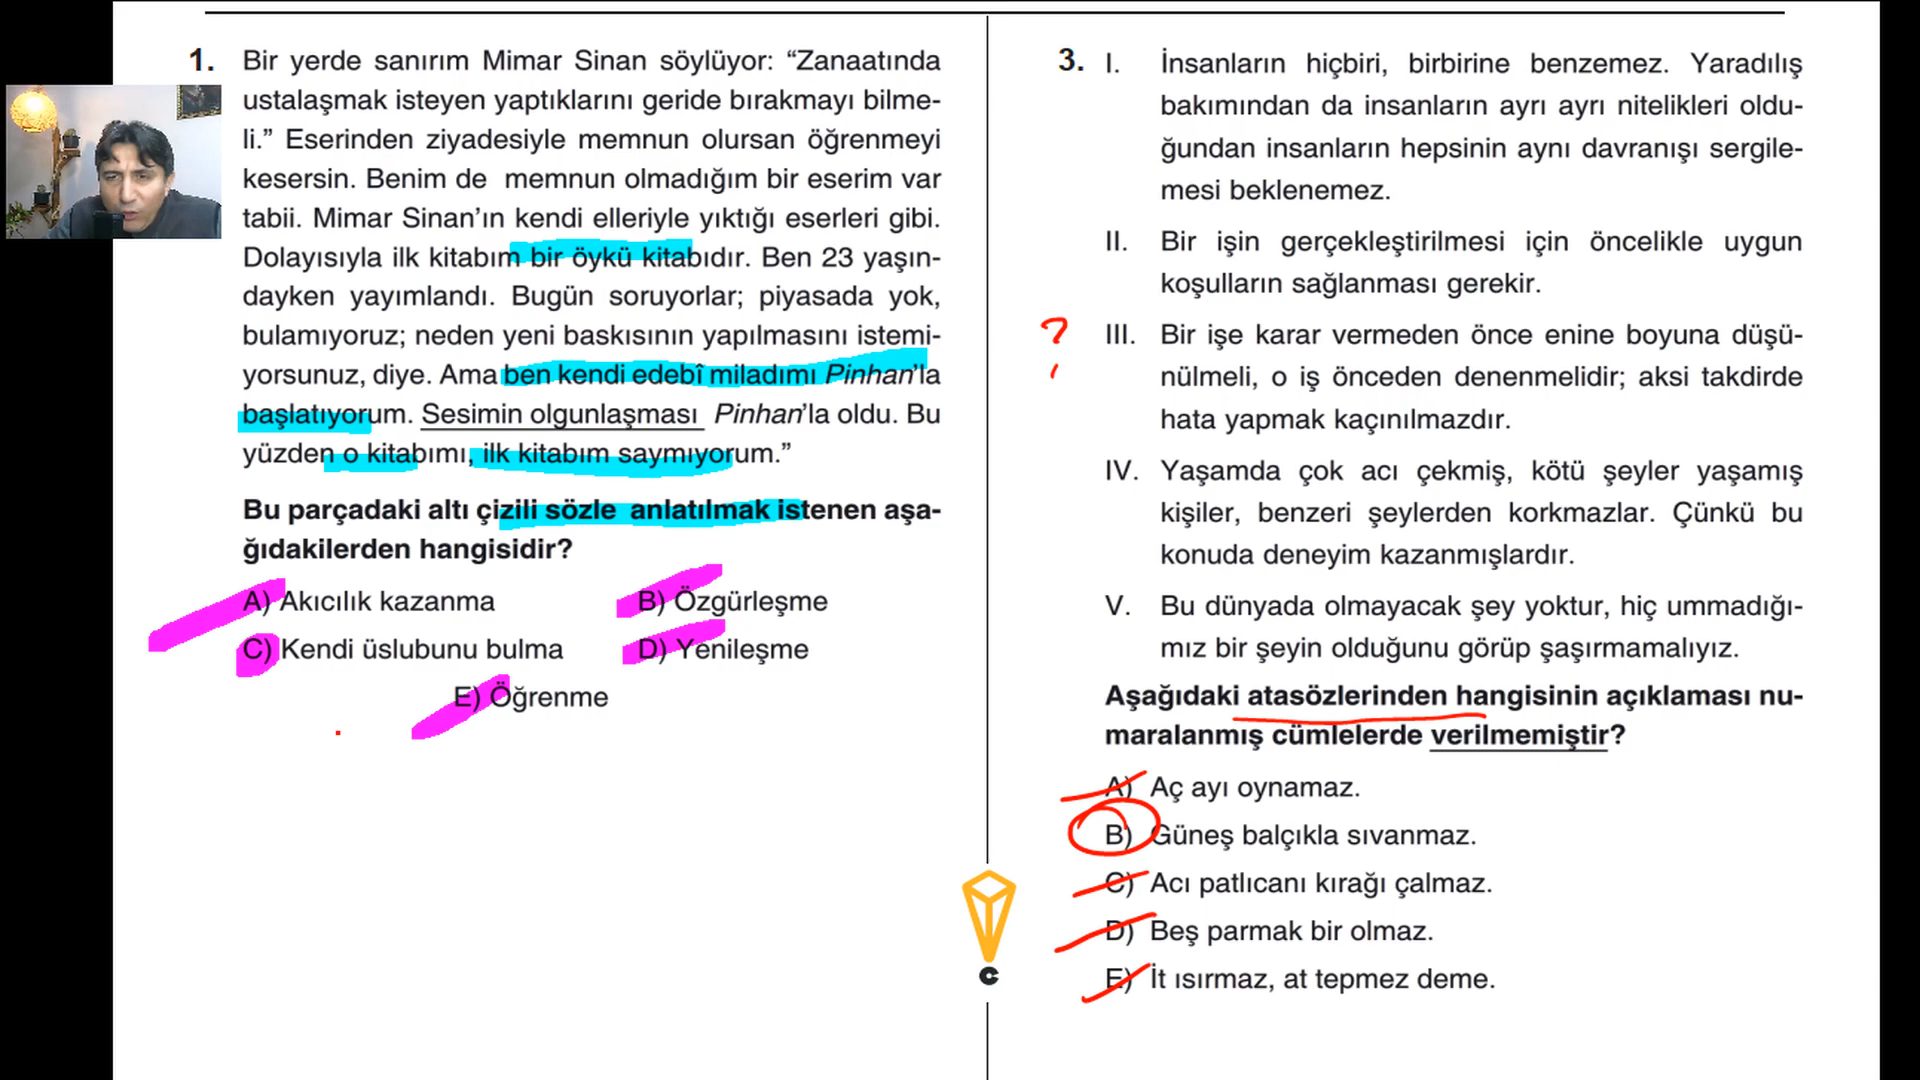 1. Bir yerde sanırım Mimar Sinan söylüyor: “Zanaatında
ustalaşmak isteyen yaptıklarını geride bırakmayı bilme-
li.” Eserinden ziyadesiyle memnun olursan öğrenmeyi
kesersin. Benim de memnun olmadığım bir eserim var
tabii. Mimar Sinan’ın kendi elleriyle yıktığı eserleri gibi.
Dolayısıyla ilk kitabım bir öykü kitabıdır. Ben 23 yaşın-
dayken yayımlandı. Bugün soruyorlar; piyasada yok,
bulamıyoruz; neden yeni baskısının yapılmasını istemi-
yorsunuz, diye. Ama ben kendi edebî miladımı Pinhan’la
başlatıyorum. Sesimin olgunlaşması Pinhan’la oldu. Bu
yüzden o kitabımı, ilk kitabım saymıyorum.”
Bu parçadaki altı çizili sözle anlatılmak istenen aşa-
ğıdakilerden hangisidir?
A) Akıcılık kazanma
B) Özgürleşme
C) Kendi üslubunu bulma
D) Yenileşme
E) Öğrenme
3. I. İnsanların hiçbiri, birbirine benzemez. Yaradılış
bakımından da insanların ayrı ayrı nitelikleri oldu-
ğundan insanların hepsinin aynı davranışı sergile-
mesi beklenemez.
II. Bir işin gerçekleştirilmesi için öncelikle uygun
koşulların sağlanması gerekir.
? III. Bir işe karar vermeden önce enine boyuna düşü-
nülmeli, o iş önceden denenmelidir; aksi takdirde
hata yapmak kaçınılmazdır.
IV. Yaşamda çok acı çekmiş, kötü şeyler yaşamış
kişiler, benzeri şeylerden korkmazlar. Çünkü bu
konuda deneyim kazanmışlardır.
V. Bu dünyada olmayacak şey yoktur, hiç ummadığı-
mız bir şeyin olduğunu görüp şaşırmamalıyız.
Aşağıdaki atasözlerinden hangisinin açıklaması nu-
maralanmış cümlelerde verilmemiştir?
A) Aç ayı oynamaz.
B) Güneş balçıkla sıvanmaz.
C) Acı patlıcanı kırağı çalmaz.
D) Beş parmak bir olmaz.
E) İt ısırmaz, at tepmez deme.
c